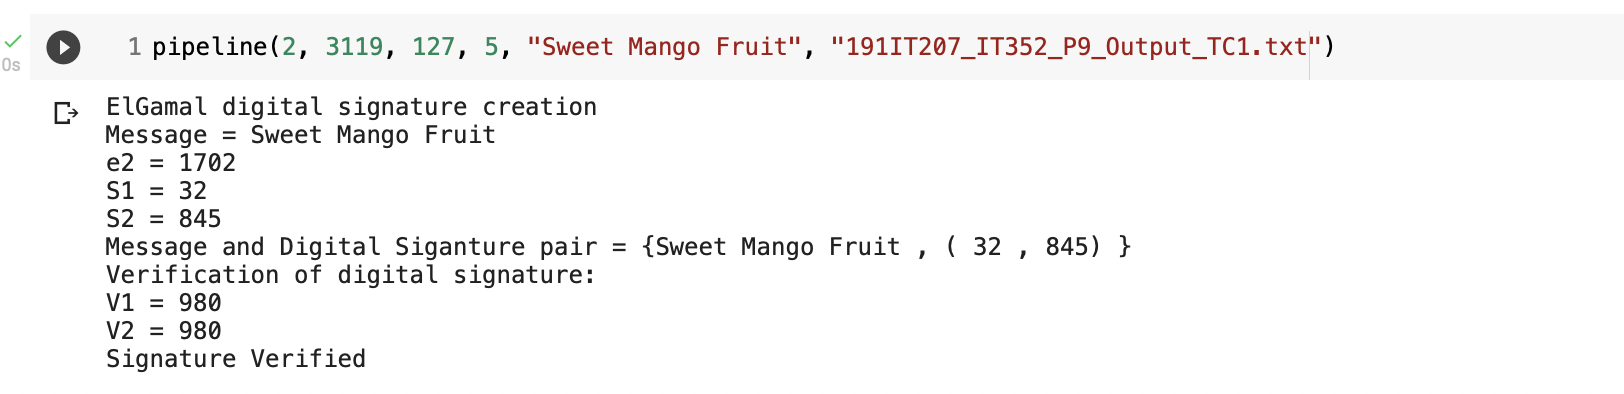 1 pipeline(2, 3119, 127, 5, "Sweet Mango Fruit", "191IT207_IT352_P9_Output_TC1.txt")
0s
ElGamal digital signature creation
Message = Sweet Mango Fruit
e2 = 1702
S1 = 32
S2 = 845
Message and Digital Siganture pair = {Sweet Mango Fruit , ( 32 , 845) }
Verification of digital signature:
V1 = 980
V2 = 980
Signature Verified